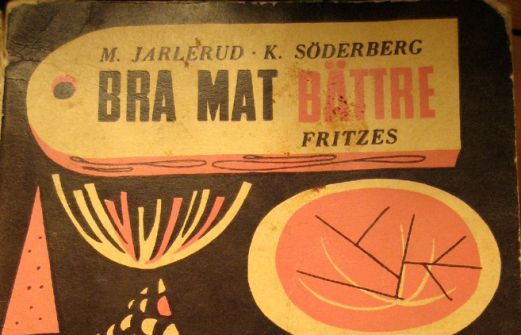 M. JARLERUD · K. SÖDERBERG
BRA MAT BÄTTRE
FRITZES